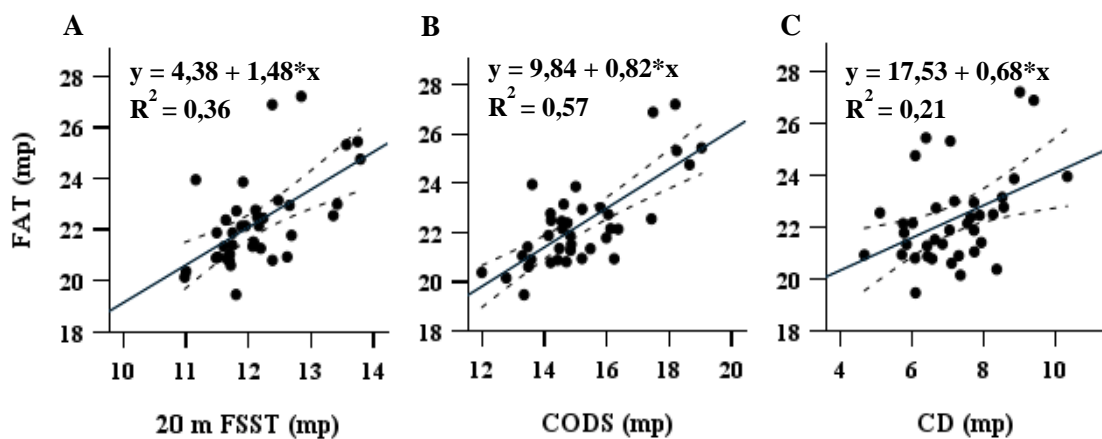 A
B
C
y = 4,38 + 1,48*x
R² = 0,36
y = 9,84 + 0,82*x
R² = 0,57
y = 17,53 + 0,68*x
R² = 0,21
FAT (mp)
28
26
24
22
20
18
28
26
24
22
20
18
28
26
24
22
20
18
10 11 12 13 14
12 14 16 18 20
4 6 8 10
20 m FSST (mp)
CODS (mp)
CD (mp)